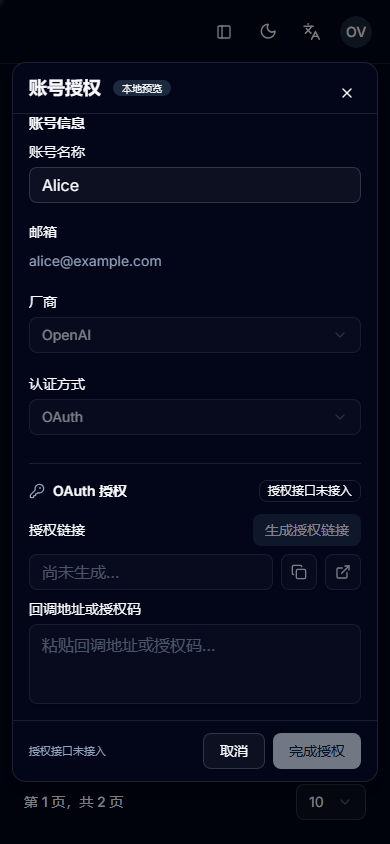 OV
账号授权 本地预览
账号信息
账号名称
Alice
邮箱
alice@example.com
厂商
OpenAI
认证方式
OAuth
OAuth 授权 授权接口未接入
授权链接 生成授权链接
尚未生成...
回调地址或授权码
粘贴回调地址或授权码...
授权接口未接入 取消 完成授权
第 1 页，共 2 页 10